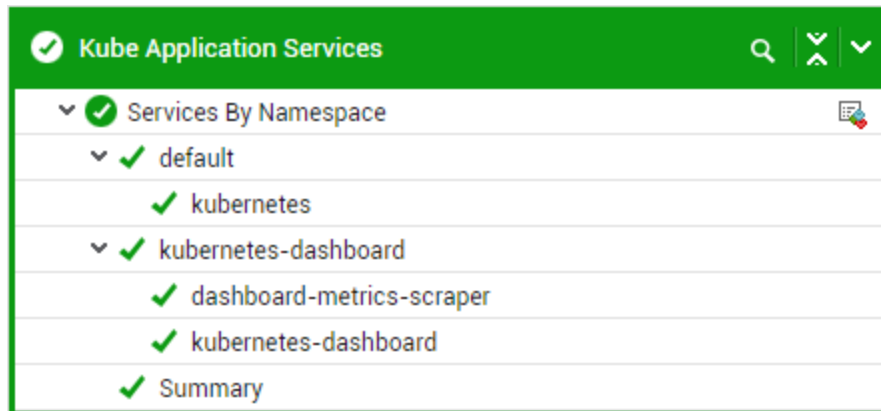 Kube Application Services
Services By Namespace
default
kubernetes
kubernetes-dashboard
dashboard-metrics-scraper
kubernetes-dashboard
Summary